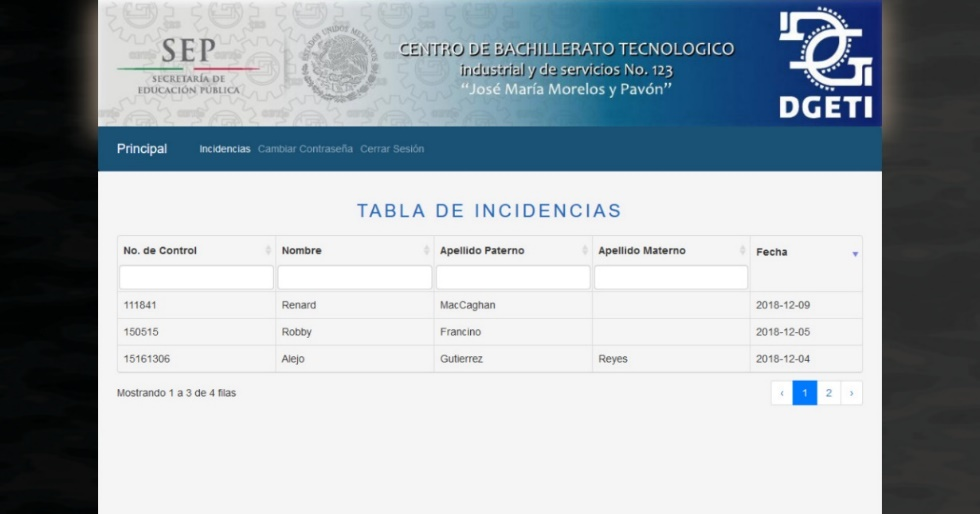 SEP
SECRETARÍA DE
EDUCACIÓN PÚBLICA
ESTADOS UNIDOS MEXICANOS
CENTRO DE BACHILLERATO TECNOLOGICO
industrial y de servicios No. 123
“José María Morelos y Pavón”
DGETI
Principal Incidencias Cambiar Contraseña Cerrar Sesión
TABLA DE INCIDENCIAS
No. de Control Nombre Apellido Paterno Apellido Materno Fecha
111841 Renard MacCaghan 2018-12-09
150515 Robby Francino 2018-12-05
15161306 Alejo Gutierrez Reyes 2018-12-04
Mostrando 1 a 3 de 4 filas ‹ 1 2 ›